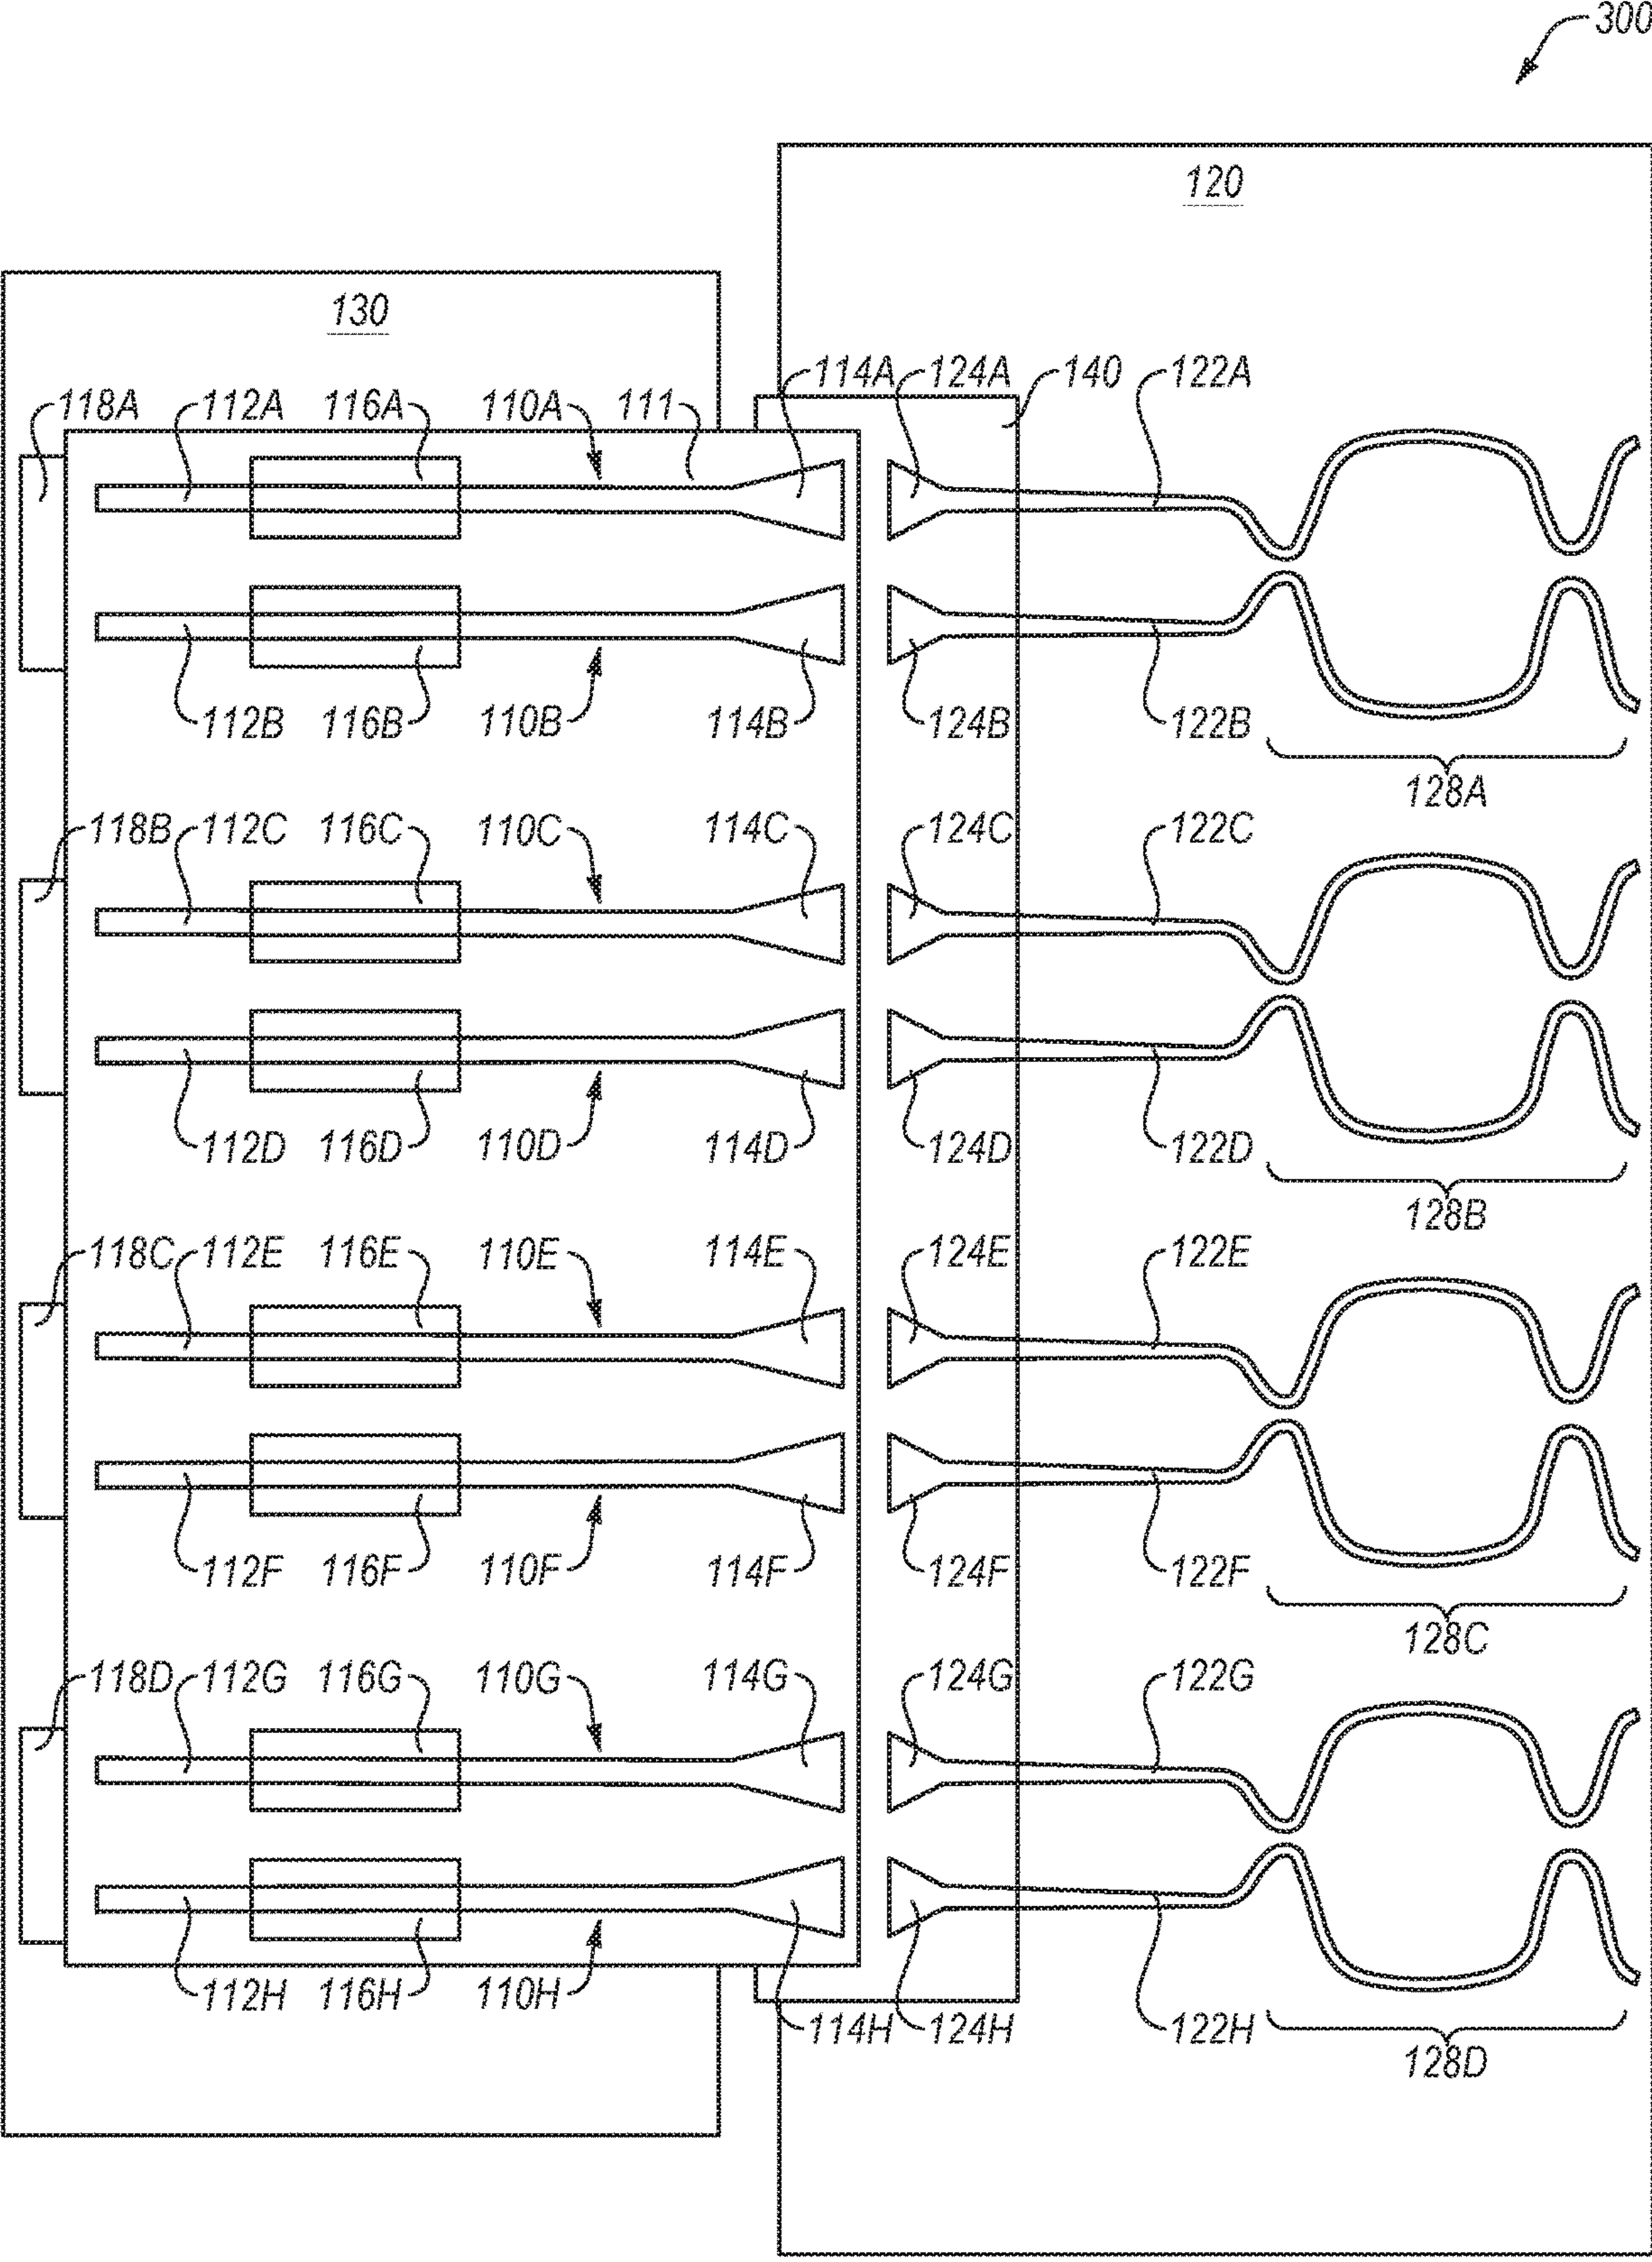 300
120
130
114A 124A 140 122A
118A 112A 116A 110A 111
112B 116B 110B 114B 124B 122B
128A
118B 112C 116C 110C 114C 124C 122C
112D 116D 110D 114D 124D 122D
128B
118C 112E 116E 110E 114E 124E 122E
112F 116F 110F 114F 124F 122F
128C
118D 112G 116G 110G 114G 124G 122G
112H 116H 110H
114H 124H 122H
128D